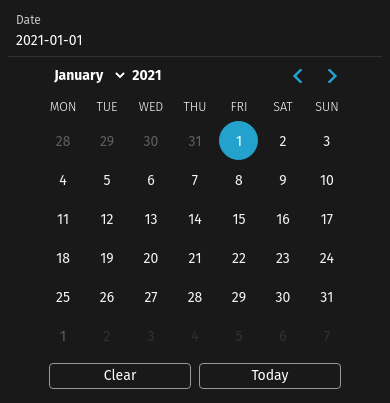 Date
2021-01-01
January 2021
MON TUE WED THU FRI SAT SUN
28 29 30 31 1 2 3
4 5 6 7 8 9 10
11 12 13 14 15 16 17
18 19 20 21 22 23 24
25 26 27 28 29 30 31
1 2 3 4 5 6 7
Clear Today